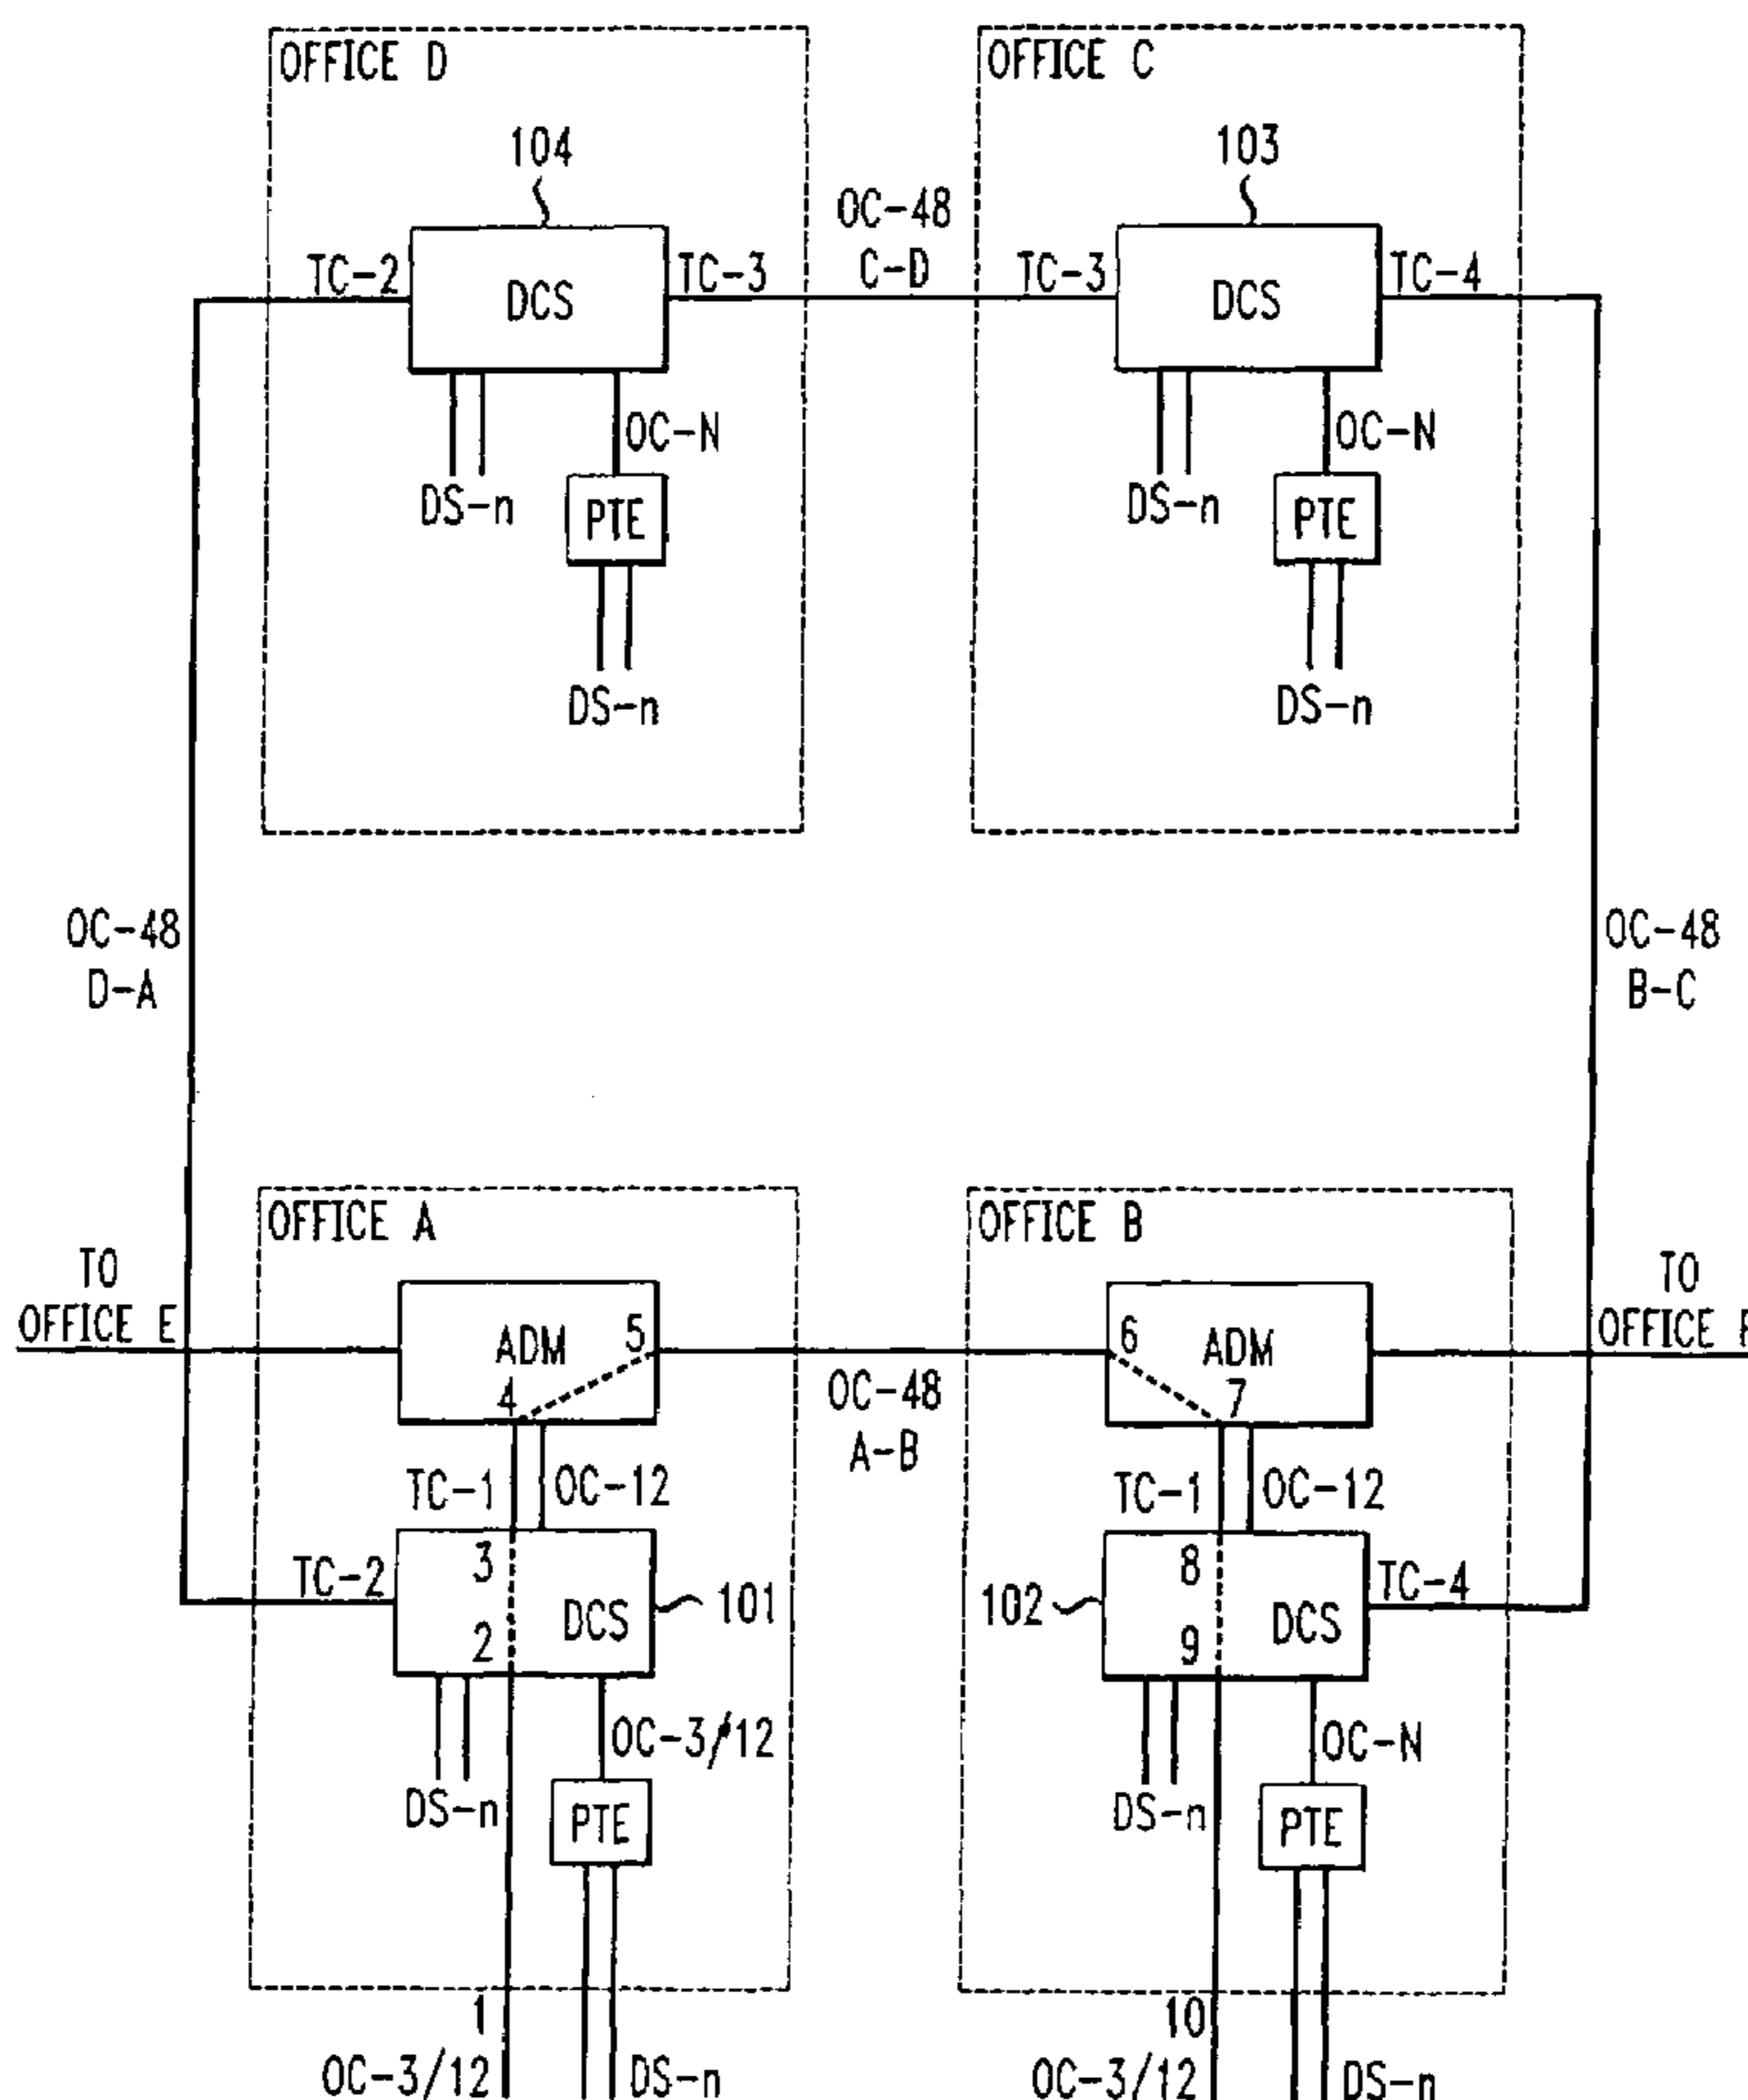 OFFICE D
104
TC-2
DCS
TC-3
OC-N
DS-n
PTE
DS-n
OC-48
C-D
OFFICE C
103
TC-3
DCS
TC-4
OC-N
DS-n
PTE
DS-n
OC-48
D-A
OC-48
B-C
TO
OFFICE E
OFFICE A
ADM
5
4
TC-1
OC-12
3
TC-2
DCS
101
2
OC-3/12
DS-n
PTE
1
OC-3/12
DS-n
OC-48
A-B
OFFICE B
6
ADM
7
TC-1
OC-12
8
102
DCS
TC-4
9
OC-N
DS-n
PTE
10
OC-3/12
DS-n
TO
OFFICE